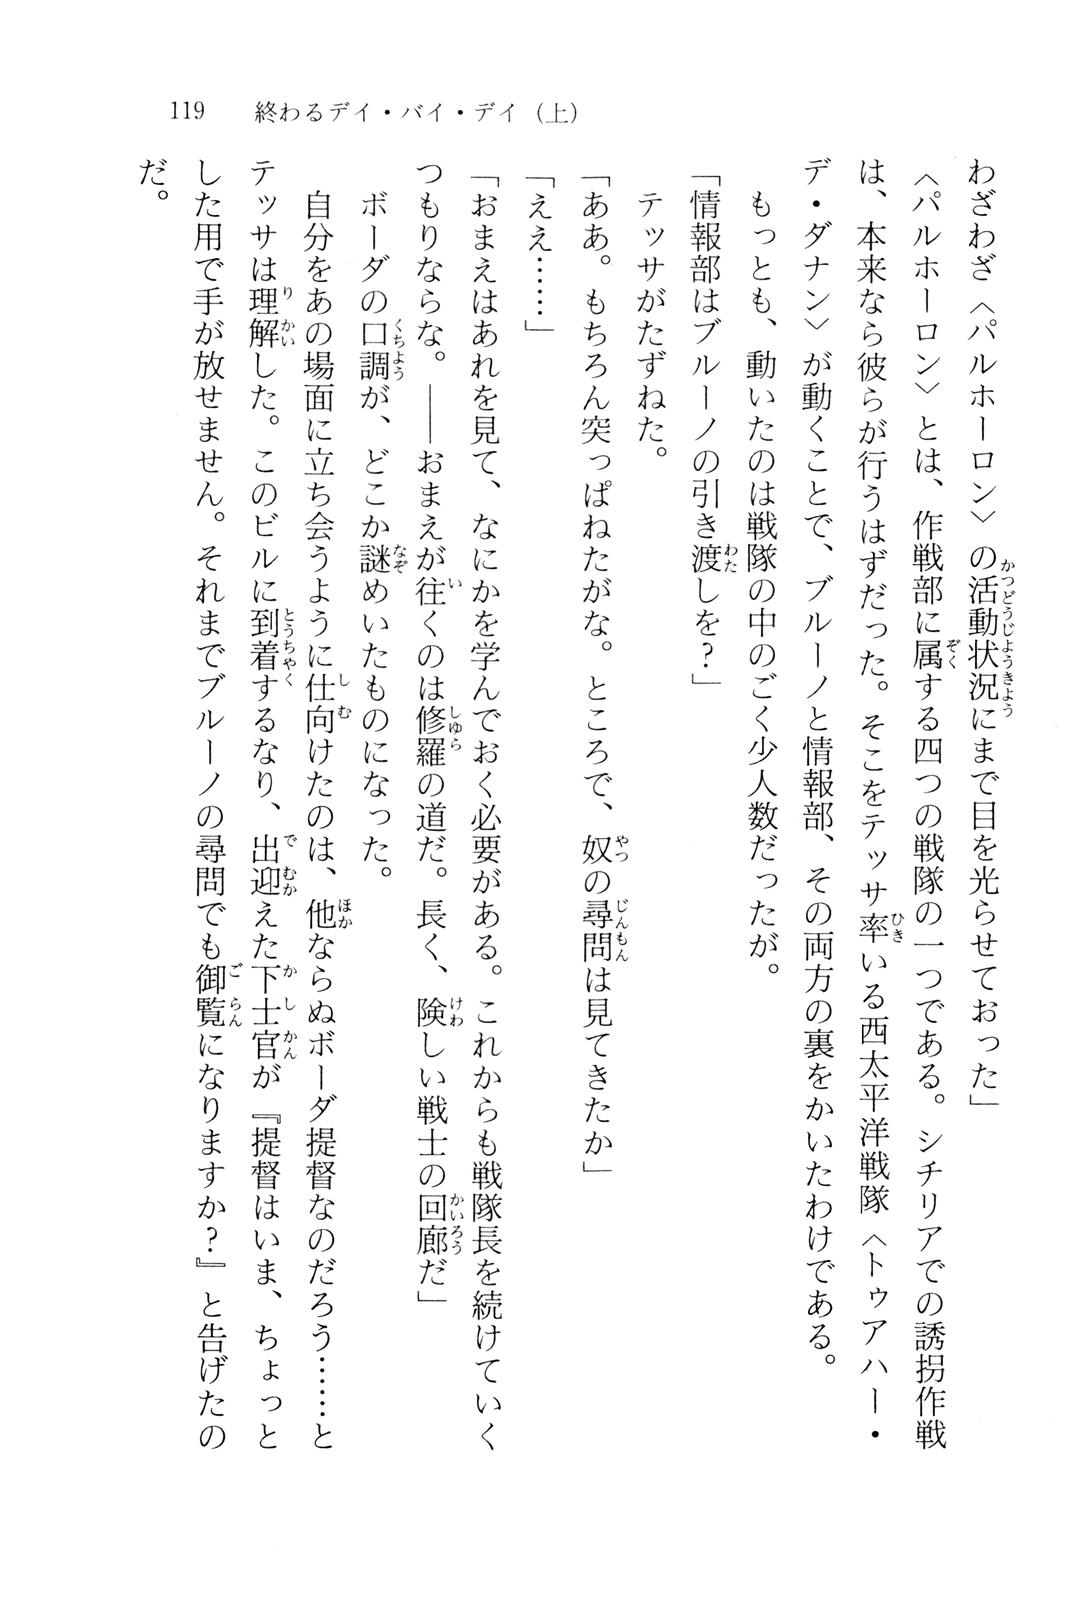 119　終わるデイ・バイ・デイ（上）
わざわざ〈パルホーロン〉の活動状況にまで目を光らせておった」
〈パルホーロン〉とは、作戦部に属する四つの戦隊の一つである。シチリアでの誘拐作戦
は、本来なら彼らが行うはずだった。そこをテッサ率いる西太平洋戦隊〈トゥアハー・
デ・ダナン〉が動くことで、ブルーノと情報部、その両方の裏をかいたわけである。
もっとも、動いたのは戦隊の中のごく少人数だったが。
「情報部はブルーノの引き渡しを？」
テッサがたずねた。
「ああ。もちろん突っぱねたがな。ところで、奴の尋問は見てきたか」
「ええ……」
「おまえはあれを見て、なにかを学んでおく必要がある。これからも戦隊長を続けていく
つもりならな。――おまえが往くのは修羅の道だ。長く、険しい戦士の回廊だ」
ボーダの口調が、どこか謎めいたものになった。
自分をあの場面に立ち会うように仕向けたのは、他ならぬボーダ提督なのだろう……と
テッサは理解した。このビルに到着するなり、出迎えた下士官が『提督はいま、ちょっと
した用で手が放せません。それまでブルーノの尋問でも御覧になりますか？』と告げたの
だ。